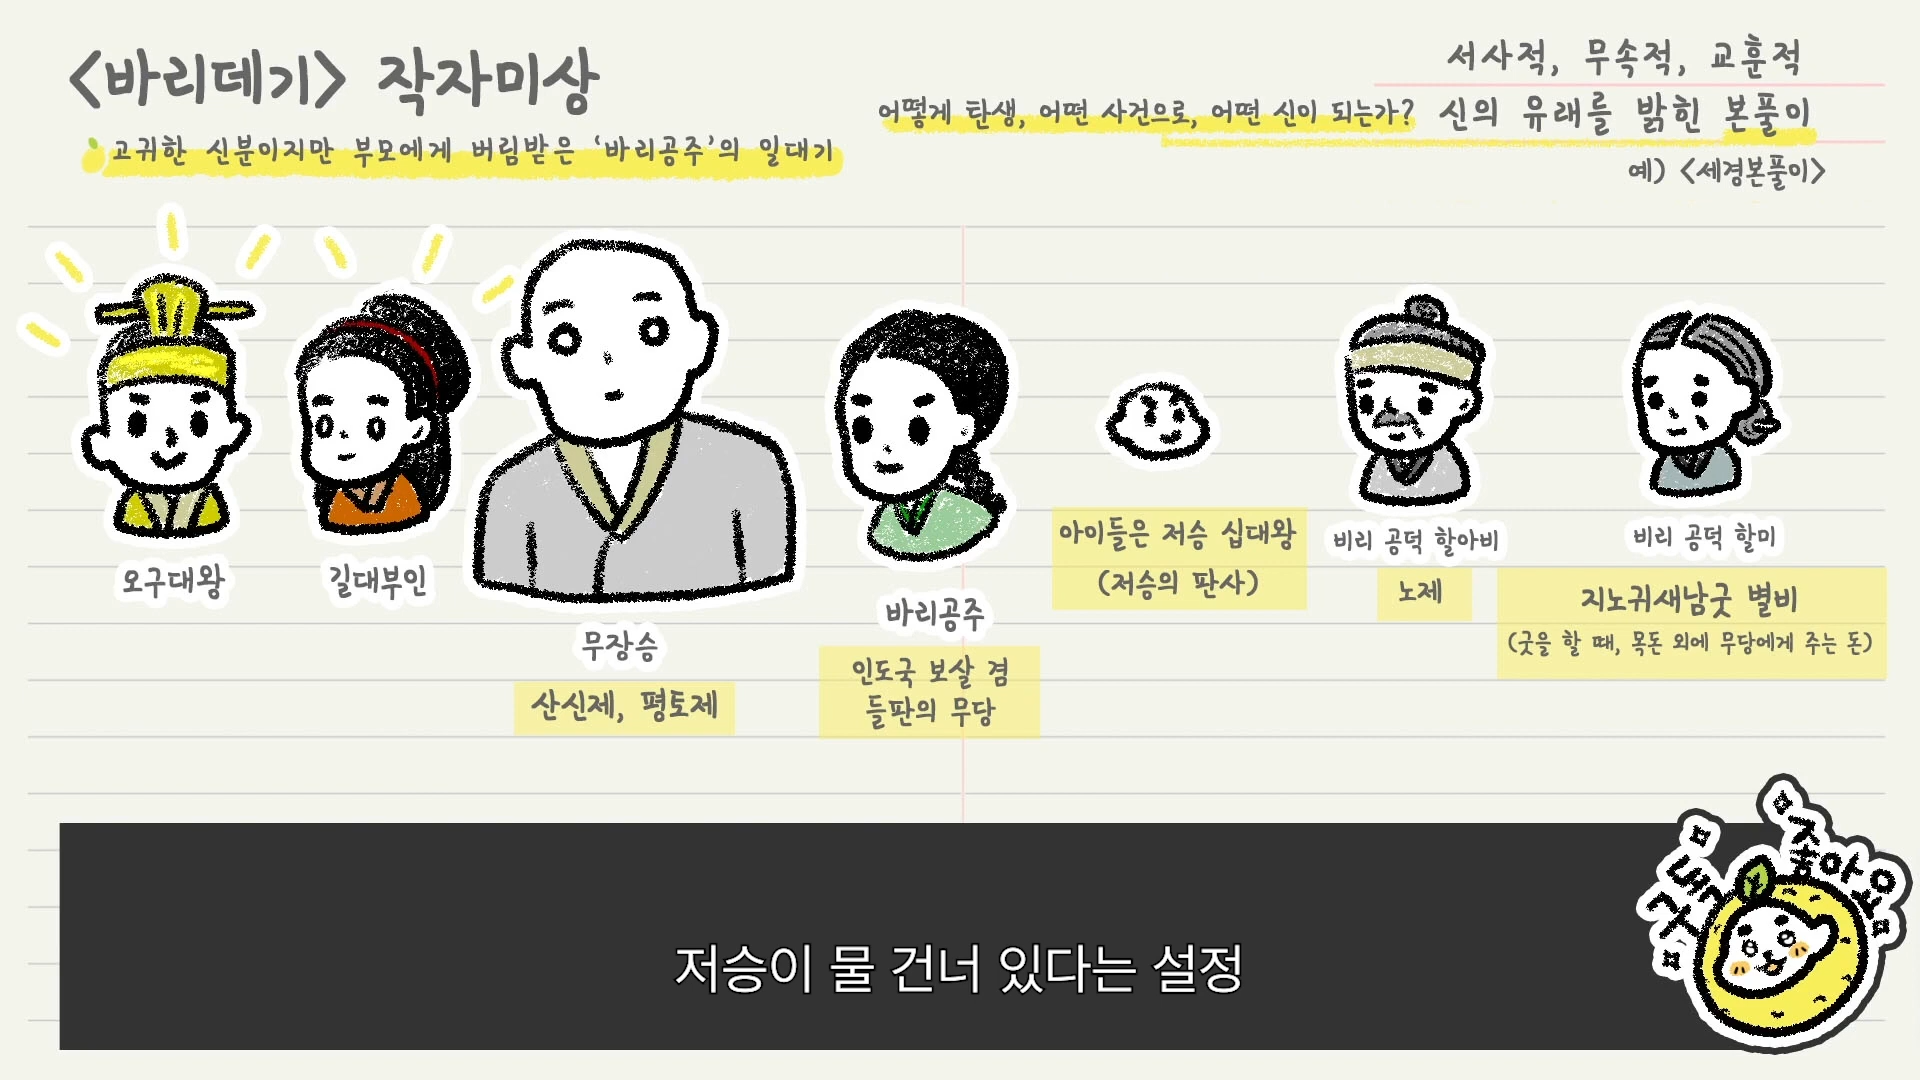 <바리데기> 작자미상
고귀한 신분이지만 부모에게 버림받은 ‘바리공주’의 일대기
서사적, 무속적, 교훈적
어떻게 탄생, 어떤 사건으로, 어떤 신이 되는가? 신의 유래를 밝힌 본풀이
예) <세경본풀이>
오구대왕
길대부인
무장승
산신제, 평토제
바리공주
인도국 보살 겸
들판의 무당
아이들은 저승 십대왕
(저승의 판사)
비리 공덕 할아비
노제
비리 공덕 할미
지노귀새남굿 별비
(굿을 할 때, 목돈 외에 무당에게 주는 돈)
저승이 물 건너 있다는 설정
구독
좋아요